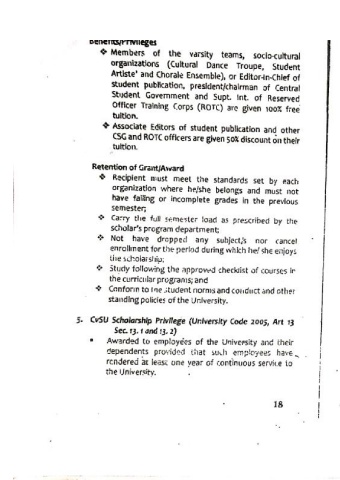 Benefits/Privileges
❖ Members of the varsity teams, socio-cultural
organizations (Cultural Dance Troupe, Student
Artiste' and Chorale Ensemble), or Editor-in-Chief of
student publication, president/chairman of Central
Student Government and Supt. Int. of Reserved
Officer Training Corps (ROTC) are given 100% free
tuition.
❖ Associate Editors of student publication and other
CSG and ROTC officers are given 50% discount on their
tuition.
Retention of Grant/Award
❖ Recipient must meet the standards set by each
organization where he/she belongs and must not
have failing or incomplete grades in the previous
semester;
❖ Carry the full semester load as prescribed by the
scholar's program department;
❖ Not have dropped any subject/s nor cancel
enrollment for the period during which he/ she enjoys
the scholarship;
❖ Study following the approved checklist of courses in
the curricular programs; and
❖ Conform to the student norms and conduct and other
standing policies of the University.
5. CvSU Scholarship Privilege (University Code 2005, Art 13
Sec. 13. 1 and 13. 2)
▪ Awarded to employees of the University and their
dependents provided that such employees have
rendered at least one year of continuous service to
the University.
18